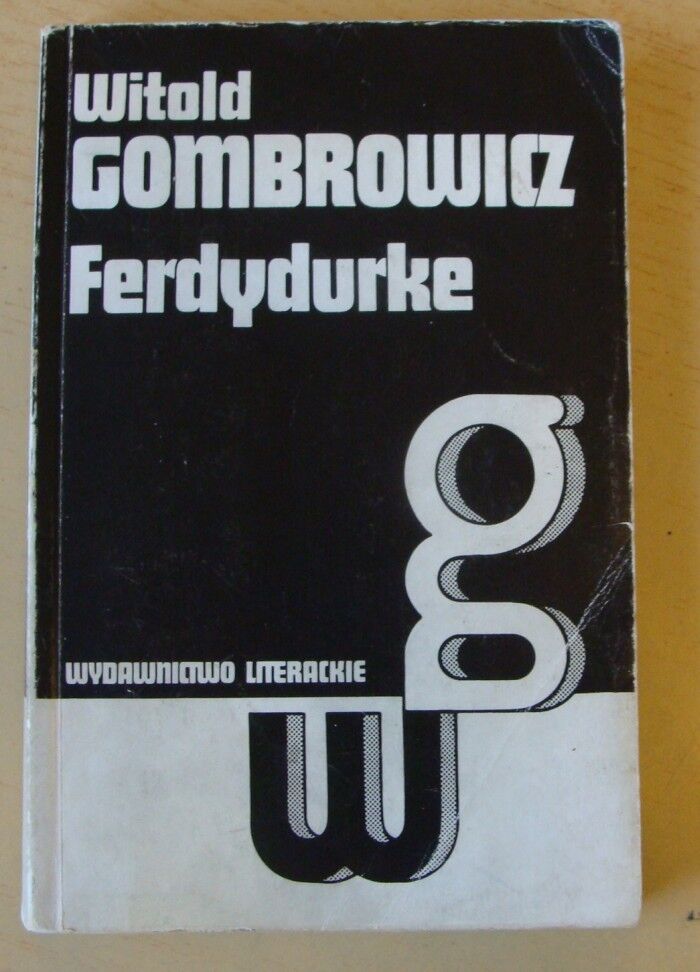 Witold
GOMBROWICZ
Ferdydurke
g
WYDAWNICTWO LITERACKIE
w